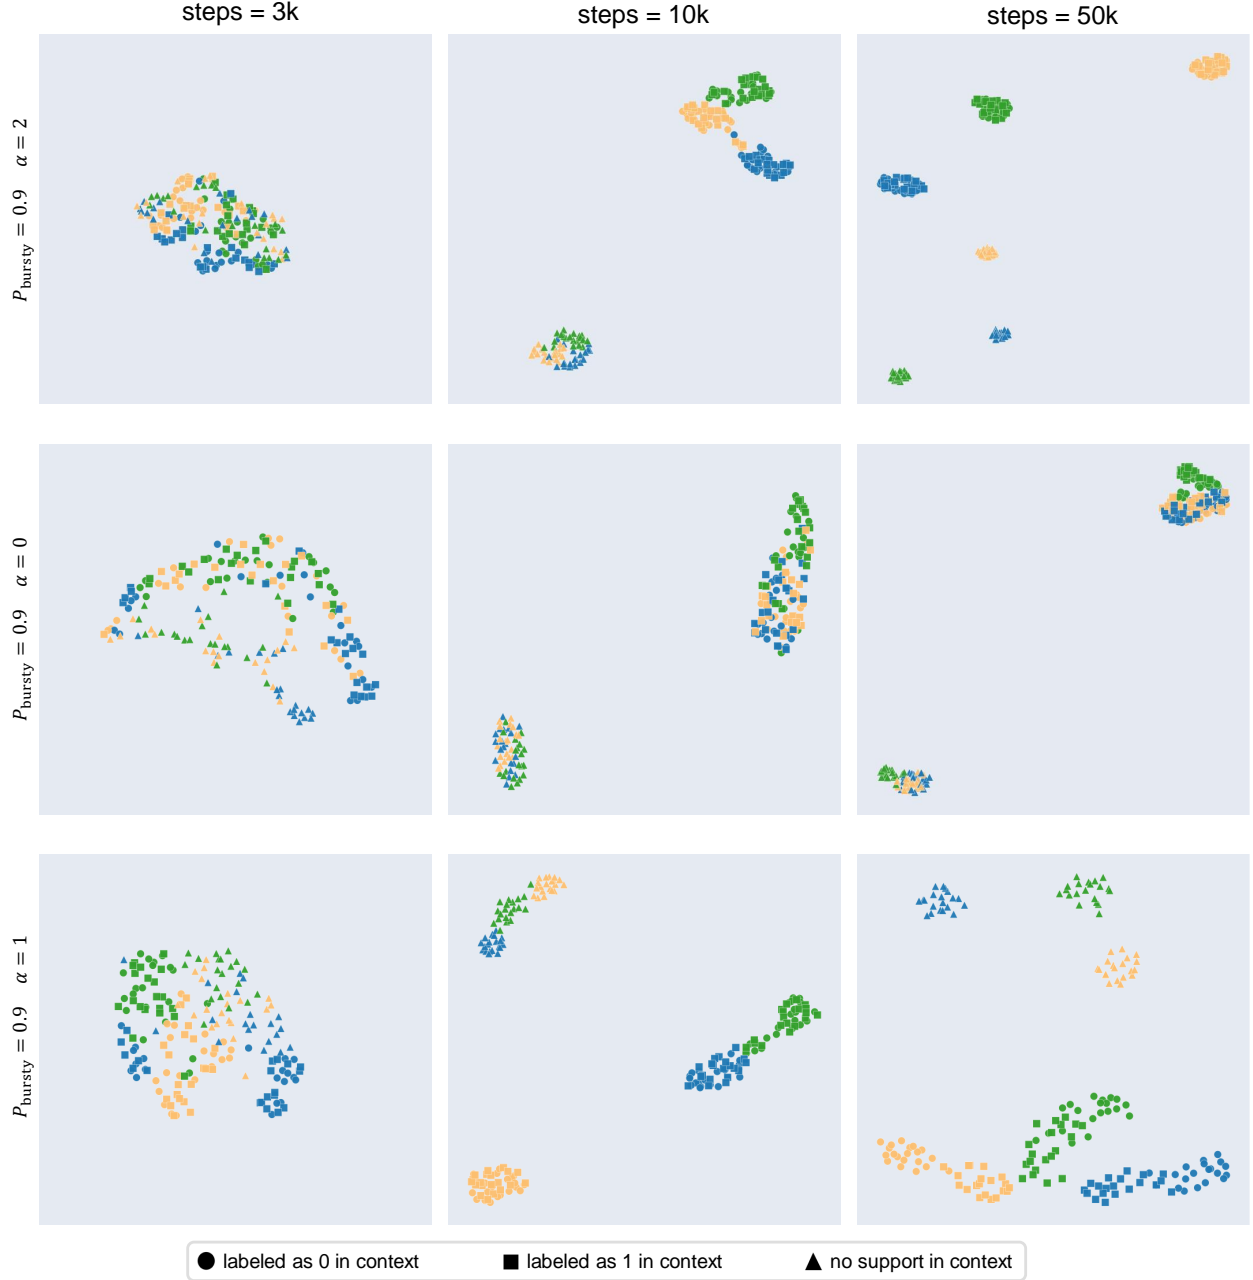 steps = 3k
steps = 10k
steps = 50k
P_bursty = 0.9 α = 2
P_bursty = 0.9 α = 0
P_bursty = 0.9 α = 1
labeled as 0 in context
labeled as 1 in context
no support in context